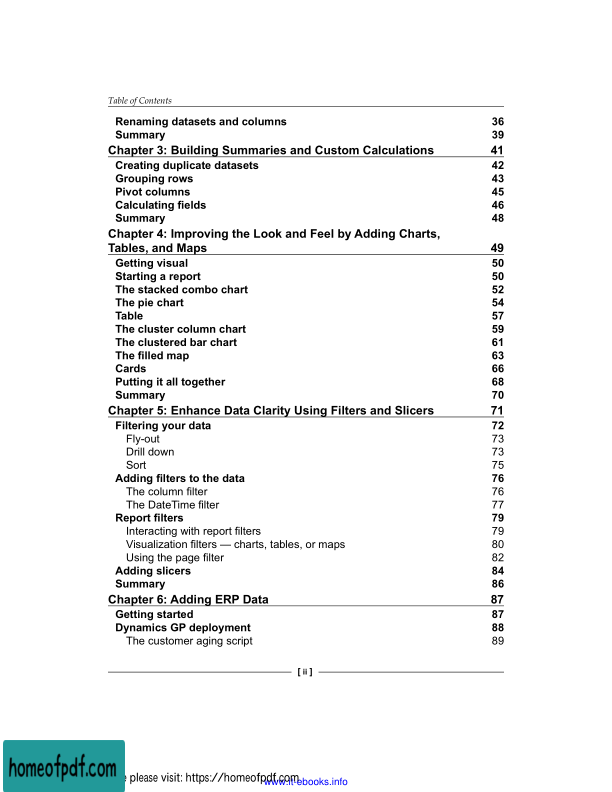 Table of Contents
Renaming datasets and columns 36
Summary 39
Chapter 3: Building Summaries and Custom Calculations 41
Creating duplicate datasets 42
Grouping rows 43
Pivot columns 45
Calculating fields 46
Summary 48
Chapter 4: Improving the Look and Feel by Adding Charts,
Tables, and Maps 49
Getting visual 50
Starting a report 50
The stacked combo chart 52
The pie chart 54
Table 57
The cluster column chart 59
The clustered bar chart 61
The filled map 63
Cards 66
Putting it all together 68
Summary 70
Chapter 5: Enhance Data Clarity Using Filters and Slicers 71
Filtering your data 72
Fly-out 73
Drill down 73
Sort 75
Adding filters to the data 76
The column filter 76
The DateTime filter 77
Report filters 79
Interacting with report filters 79
Visualization filters — charts, tables, or maps 80
Using the page filter 82
Adding slicers 84
Summary 86
Chapter 6: Adding ERP Data 87
Getting started 87
Dynamics GP deployment 88
The customer aging script 89
[ ii ]
homeofpdf.com
please visit: https://homeofpdf.com
www.it-ebooks.info